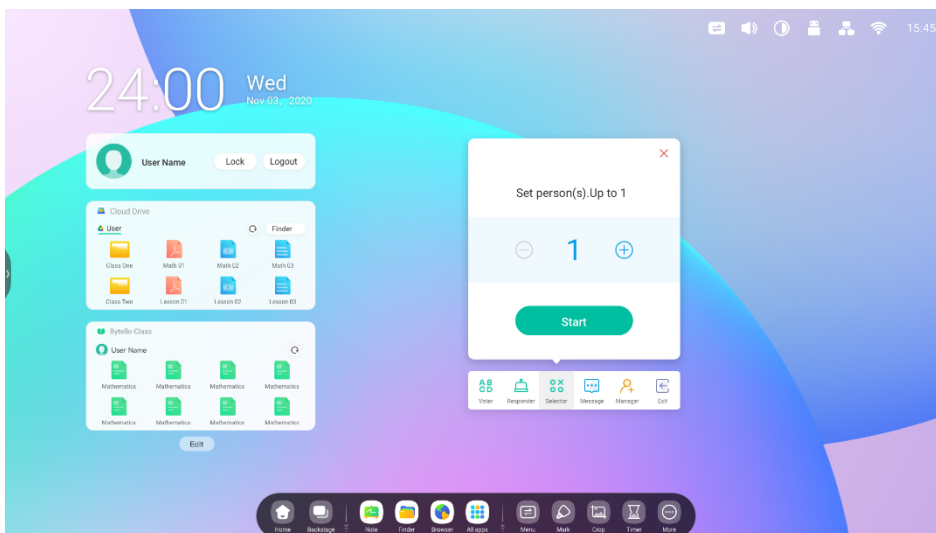 15:45
24:00
Wed
Nov 03, 2020
User Name
Lock
Logout
Cloud Drive
User
Finder
Class One
Math 01
Math 02
Math 03
Class Two
Lesson 01
Lesson 02
Lesson 03
Bytello Class
User Name
Mathematics Mathematics Mathematics Mathematics
Mathematics Mathematics Mathematics Mathematics
Edit
Set person(s).Up to 1
1
Start
AB
CD
Voter Responder Selector Message Manager Exit
Home Backstage Note Finder Browser All apps Menu Mark Crop Timer More